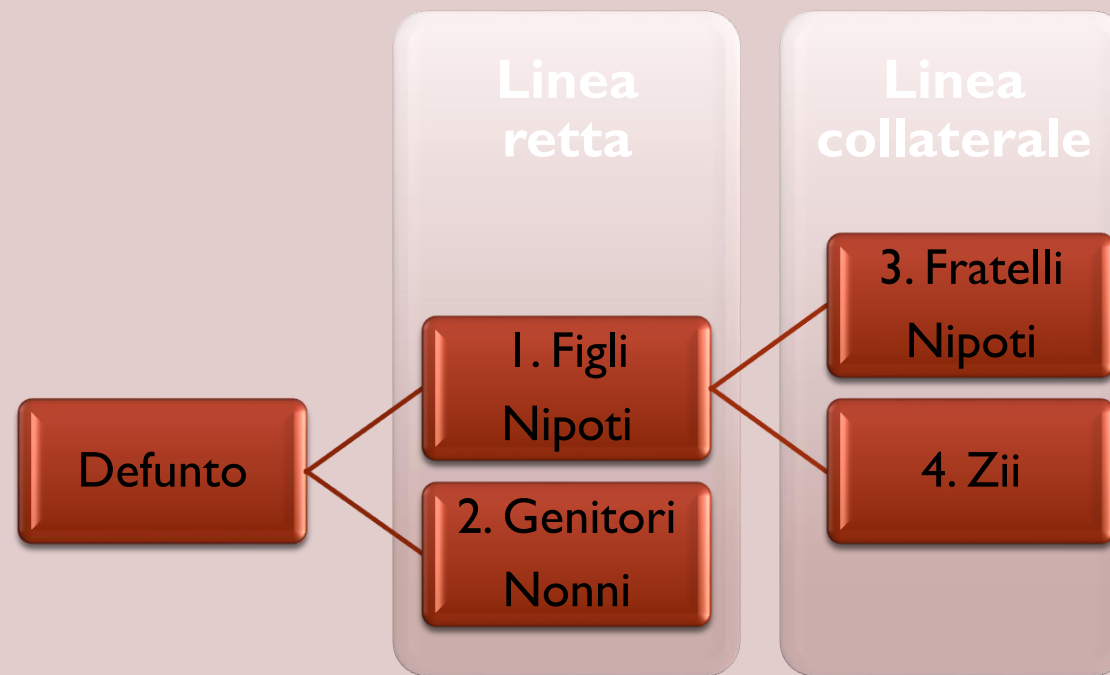 Linea
retta
Linea
collaterale
Defunto
1. Figli
Nipoti
2. Genitori
Nonni
3. Fratelli
Nipoti
4. Zii